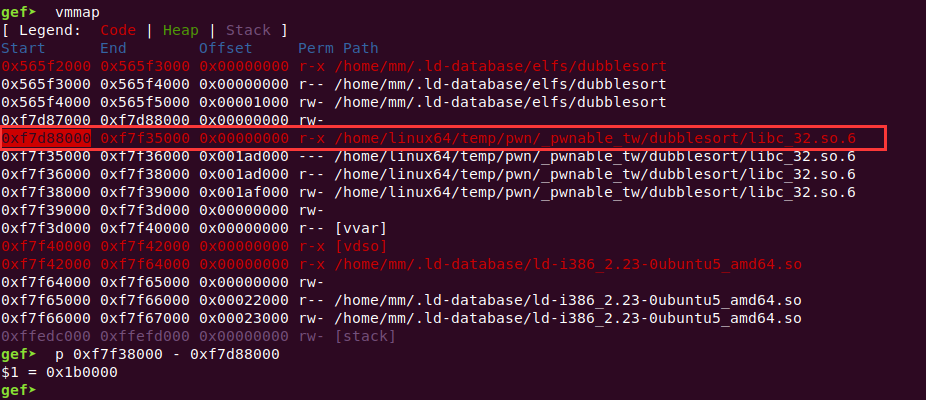 gef➤  vmmap
[ Legend:  Code | Heap | Stack ]
Start      End        Offset     Perm Path
0x565f2000 0x565f3000 0x00000000 r-x /home/mm/.ld-database/elfs/dubblesort
0x565f3000 0x565f4000 0x00000000 r-- /home/mm/.ld-database/elfs/dubblesort
0x565f4000 0x565f5000 0x00001000 rw- /home/mm/.ld-database/elfs/dubblesort
0xf7d87000 0xf7d88000 0x00000000 rw-
0xf7d88000 0xf7f35000 0x00000000 r-x /home/linux64/temp/pwn/_pwnable_tw/dubblesort/libc_32.so.6
0xf7f35000 0xf7f36000 0x001ad000 --- /home/linux64/temp/pwn/_pwnable_tw/dubblesort/libc_32.so.6
0xf7f36000 0xf7f38000 0x001ad000 r-- /home/linux64/temp/pwn/_pwnable_tw/dubblesort/libc_32.so.6
0xf7f38000 0xf7f39000 0x001af000 rw- /home/linux64/temp/pwn/_pwnable_tw/dubblesort/libc_32.so.6
0xf7f39000 0xf7f3d000 0x00000000 rw-
0xf7f3d000 0xf7f40000 0x00000000 r-- [vvar]
0xf7f40000 0xf7f42000 0x00000000 r-x [vdso]
0xf7f42000 0xf7f64000 0x00000000 r-x /home/mm/.ld-database/ld-i386_2.23-0ubuntu5_amd64.so
0xf7f64000 0xf7f65000 0x00000000 rw-
0xf7f65000 0xf7f66000 0x00022000 r-- /home/mm/.ld-database/ld-i386_2.23-0ubuntu5_amd64.so
0xf7f66000 0xf7f67000 0x00023000 rw- /home/mm/.ld-database/ld-i386_2.23-0ubuntu5_amd64.so
0xffedc000 0xffefd000 0x00000000 rw- [stack]
gef➤  p 0xf7f38000 - 0xf7d88000
$1 = 0x1b0000
gef➤